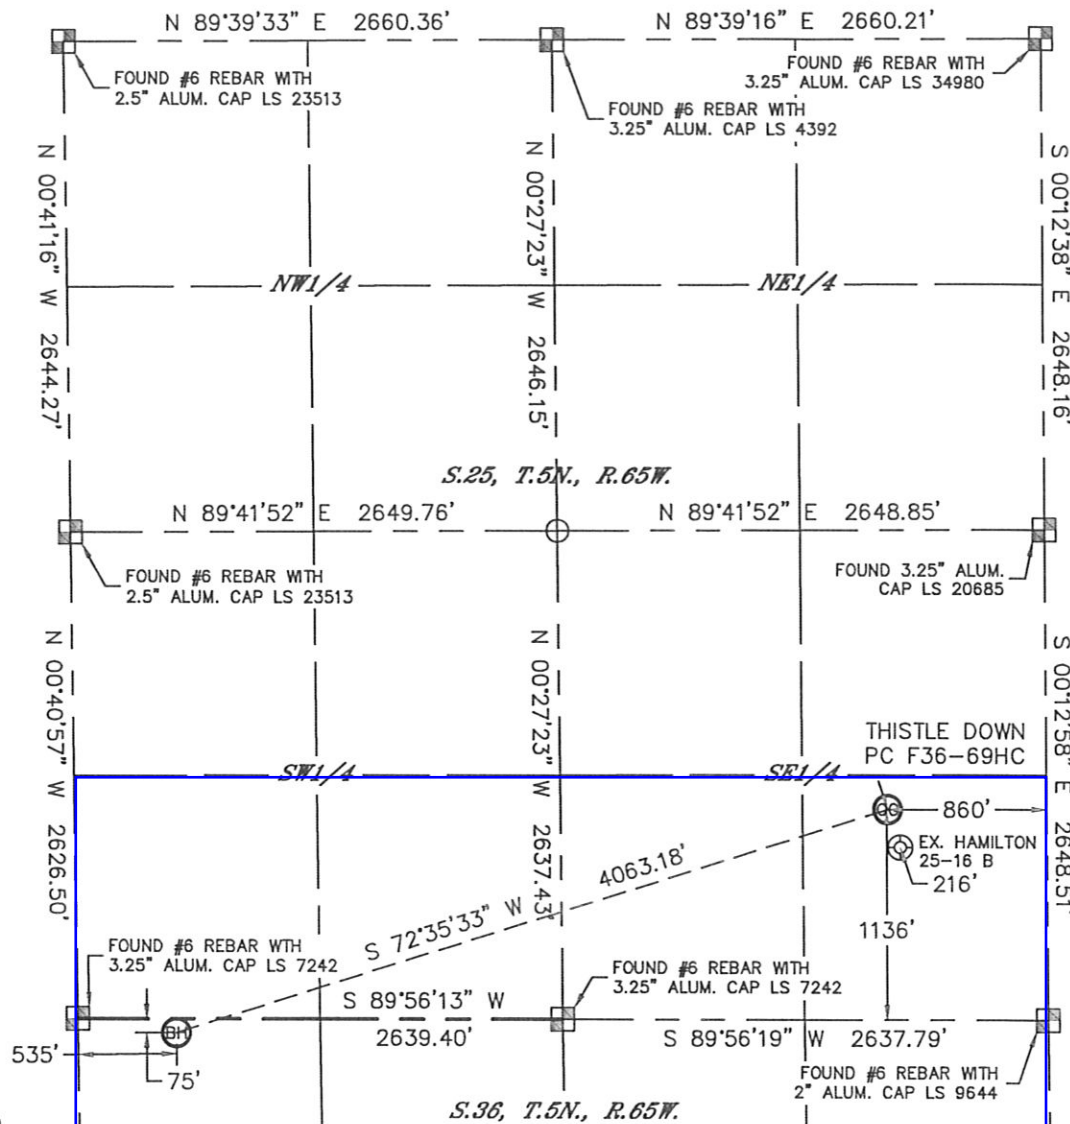 N 89°39'33" E 2660.36'
N 89°39'16" E 2660.21'
FOUND #6 REBAR WITH
2.5" ALUM. CAP LS 23513
FOUND #6 REBAR WITH
3.25" ALUM. CAP LS 4392
FOUND #6 REBAR WITH
3.25" ALUM. CAP LS 34980
N 00°41'16" W 2644.27'
N 00°27'23" W 2646.15'
S 00°12'38" E 2648.16'
NW1/4
NE1/4
S.25, T.5N., R.65W.
N 89°41'52" E 2649.76'
N 89°41'52" E 2648.85'
FOUND #6 REBAR WITH
2.5" ALUM. CAP LS 23513
FOUND 3.25" ALUM.
CAP LS 20685
N 00°40'57" W 2626.50'
N 00°27'23" W 2637.43'
S 00°12'58" E 2648.51'
THISTLE DOWN
PC F36-69HC
SW1/4
SE1/4
860'
EX. HAMILTON
25-16 B
216'
1136'
S 72°35'33" W 4063.18'
FOUND #6 REBAR WTH
3.25" ALUM. CAP LS 7242
FOUND #6 REBAR WITH
3.25" ALUM. CAP LS 7242
S 89°56'13" W
2639.40'
BH
535'
75'
S 89°56'19" W 2637.79'
FOUND #6 REBAR WITH
2" ALUM. CAP LS 9644
S.36, T.5N., R.65W.